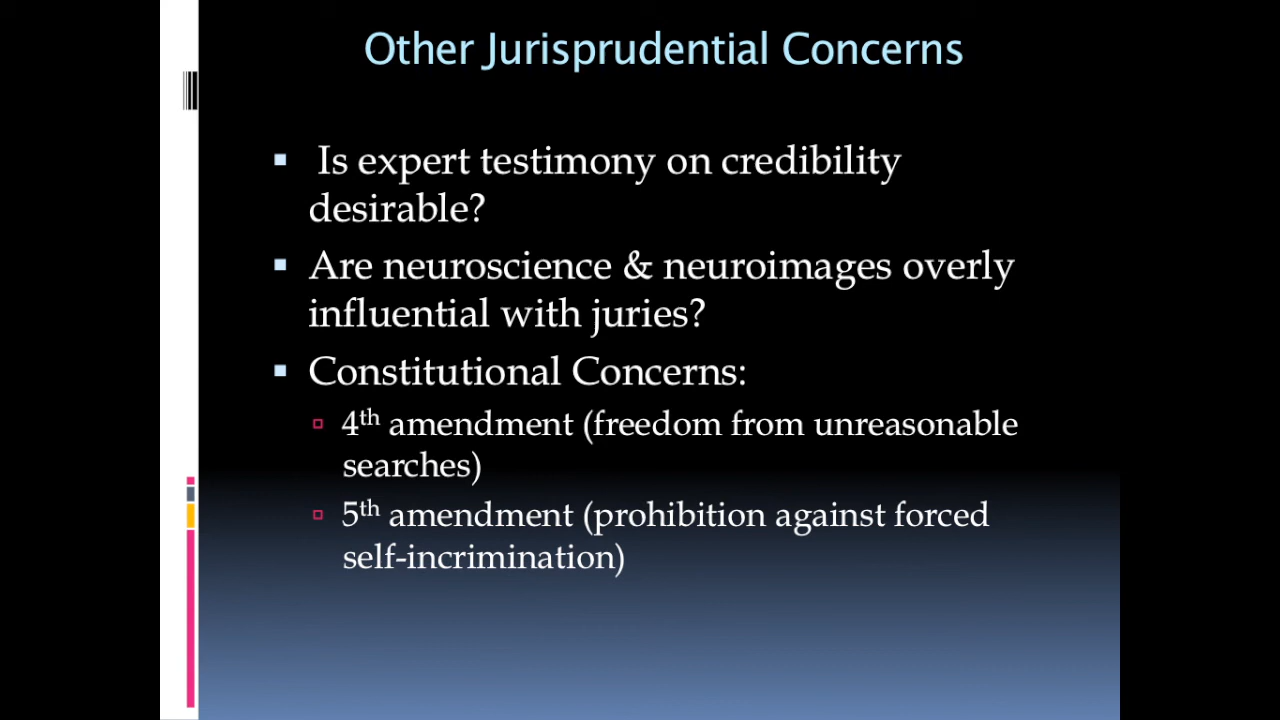 Other Jurisprudential Concerns
▪ Is expert testimony on credibility
desirable?
▪ Are neuroscience & neuroimages overly
influential with juries?
▪ Constitutional Concerns:
▫ 4th amendment (freedom from unreasonable
searches)
▫ 5th amendment (prohibition against forced
self-incrimination)